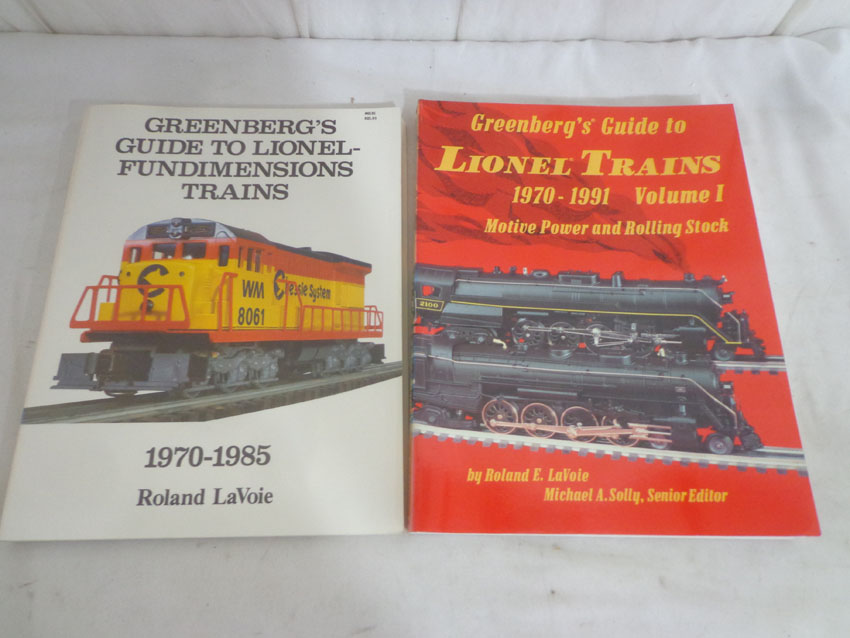 GREENBERG'S
GUIDE TO LIONEL-
FUNDIMENSIONS
TRAINS
WM
8061
Chessie System
1970-1985
Roland LaVoie
Greenberg's Guide to
LIONEL TRAINS
1970 - 1991 Volume I
Motive Power and Rolling Stock
2100
by Roland E. LaVoie
Michael A. Solly, Senior Editor